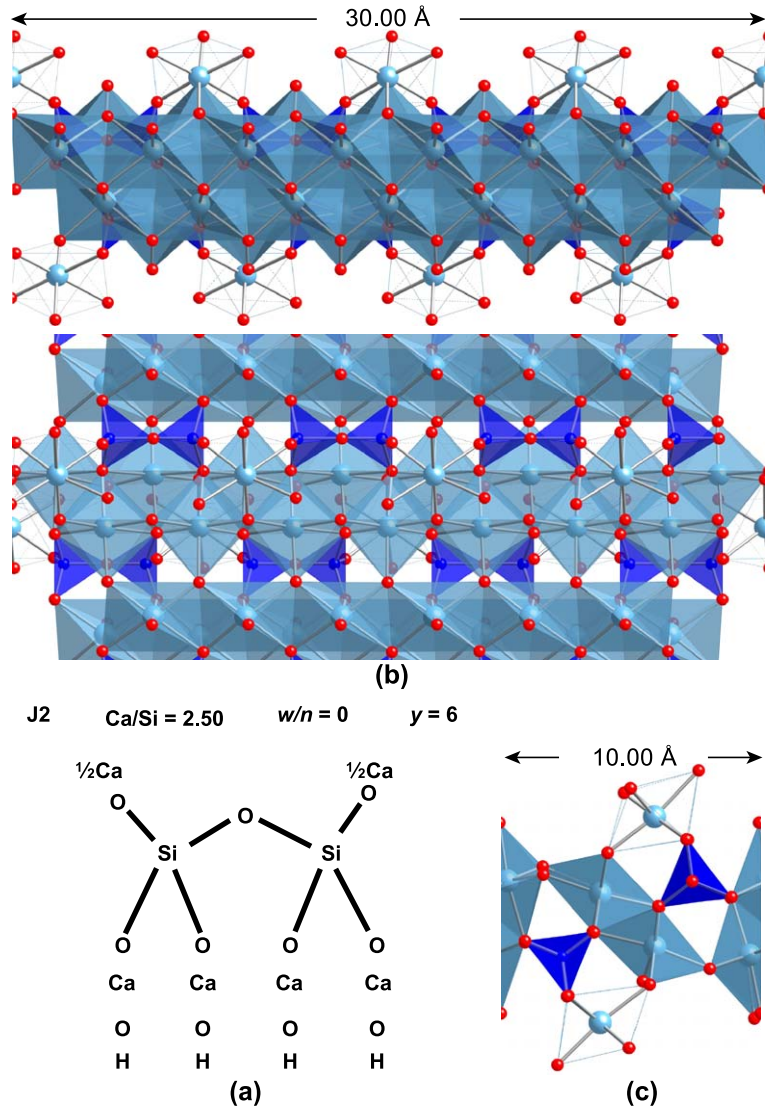 30.00 Å
(b)
J2 Ca/Si = 2.50 w/n = 0 y = 6
½Ca ½Ca
O O
O
Si Si
O O O O
Ca Ca Ca Ca
O O O O
H H H H
(a)
10.00 Å
(c)